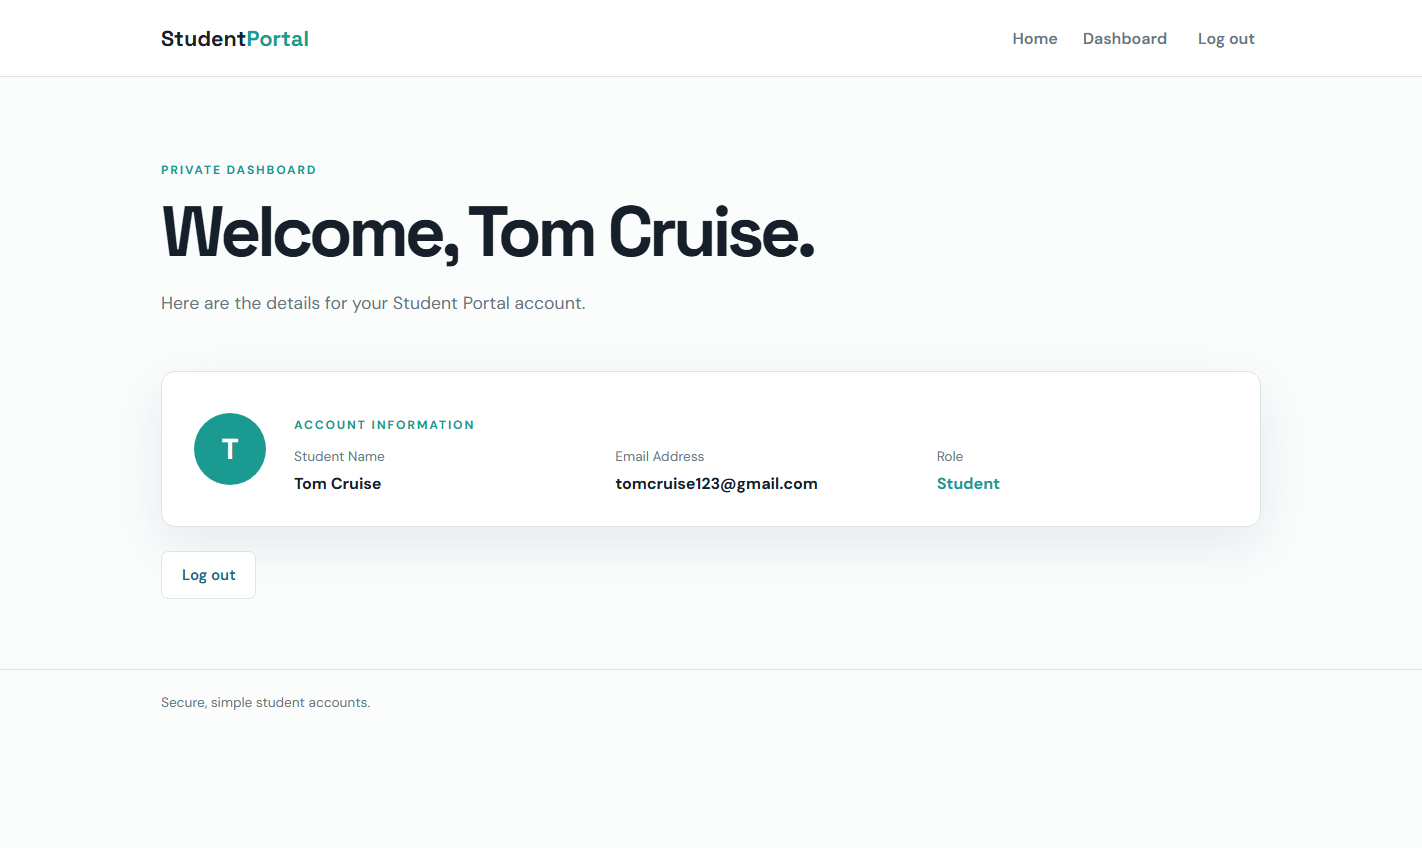 StudentPortal Home Dashboard Log out
PRIVATE DASHBOARD
Welcome, Tom Cruise.
Here are the details for your Student Portal account.
T
ACCOUNT INFORMATION
Student Name Email Address Role
Tom Cruise tomcruise123@gmail.com Student
Log out
Secure, simple student accounts.